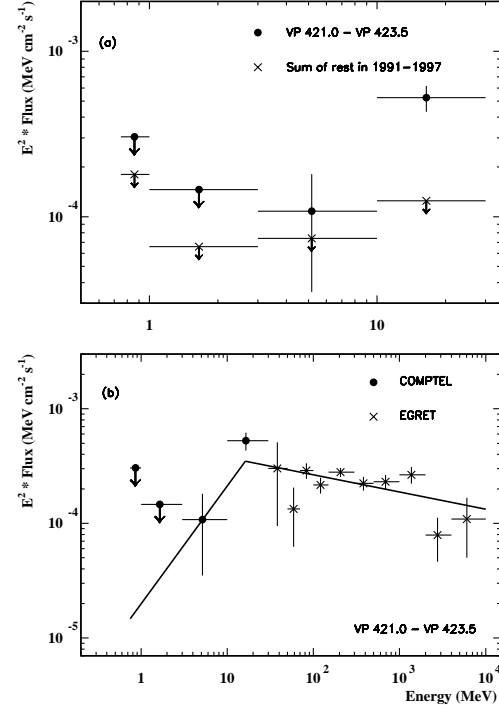 (a)
VP 421.0 – VP 423.5
Sum of rest in 1991–1997
E² * Flux (MeV cm⁻² s⁻¹)
10⁻³
10⁻⁴
1
10
(b)
COMPTEL
EGRET
E² * Flux (MeV cm⁻² s⁻¹)
10⁻³
10⁻⁴
10⁻⁵
VP 421.0 – VP 423.5
1
10
10²
10³
10⁴
Energy (MeV)